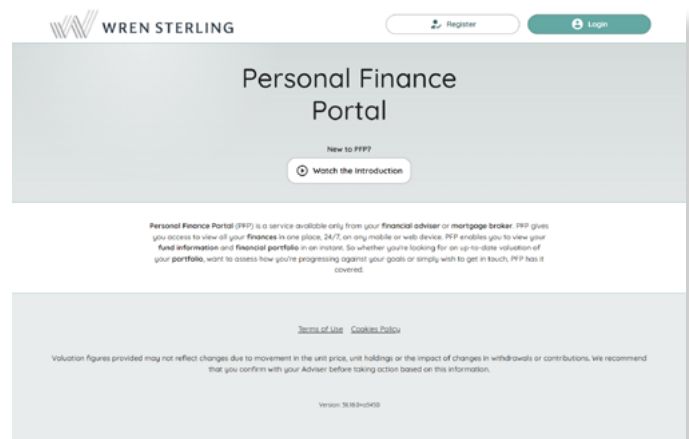 WREN STERLING
Register
Login
Personal Finance
Portal
New to PFP?
Watch the Introduction
Personal Finance Portal (PFP) is a service available only from your financial adviser or mortgage broker. PFP gives
you access to view all your finances in one place, 24/7, on any mobile or web device. PFP enables you to view your
fund information and financial portfolio in an instant. So whether you're looking for an up-to-date valuation of
your portfolio, want to assess how you're progressing against your goals or simply wish to get in touch, PFP has it
covered.
Terms of Use Cookies Policy
Valuation figures provided may not reflect changes due to movement in the unit price, unit holdings or the impact of changes in withdrawals or contributions. We recommend
that you confirm with your Adviser before taking action based on this information.
Version: